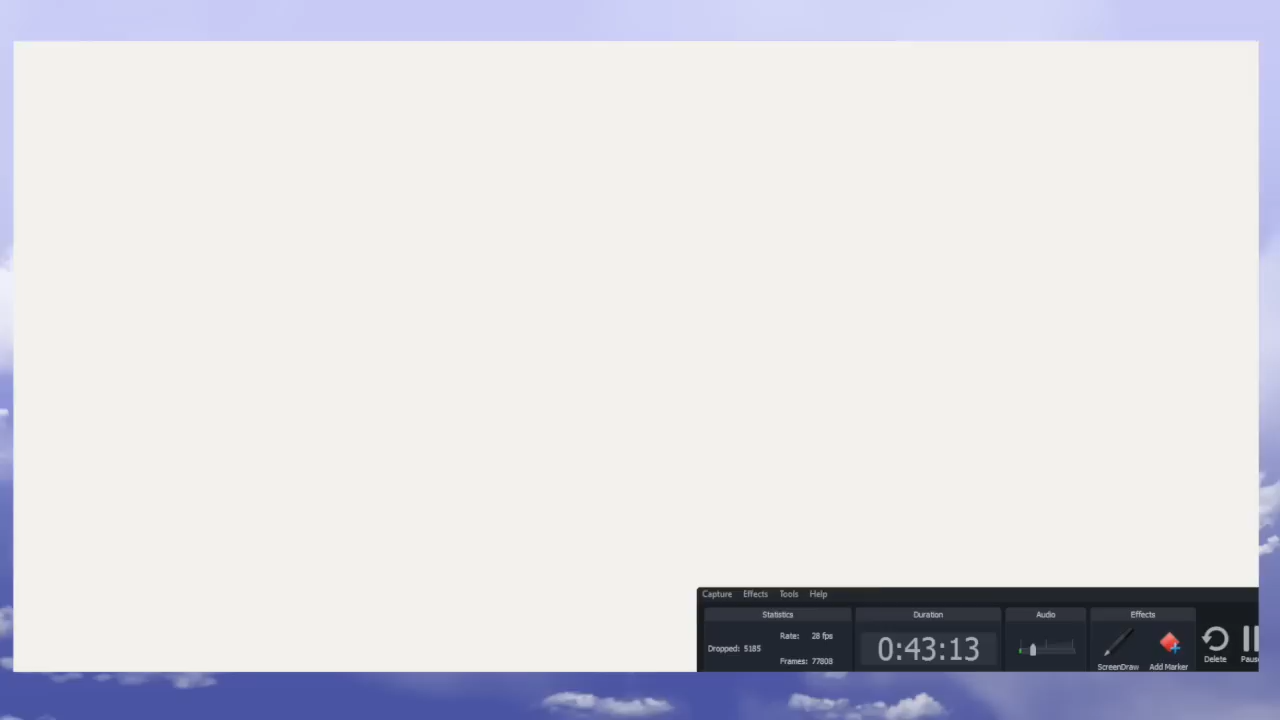 Capture Effects Tools Help
Statistics Duration Audio Effects
Rate: 28 fps
Dropped: 5185
Frames: 77808
0:43:13
ScreenDraw Add Marker Delete Paus